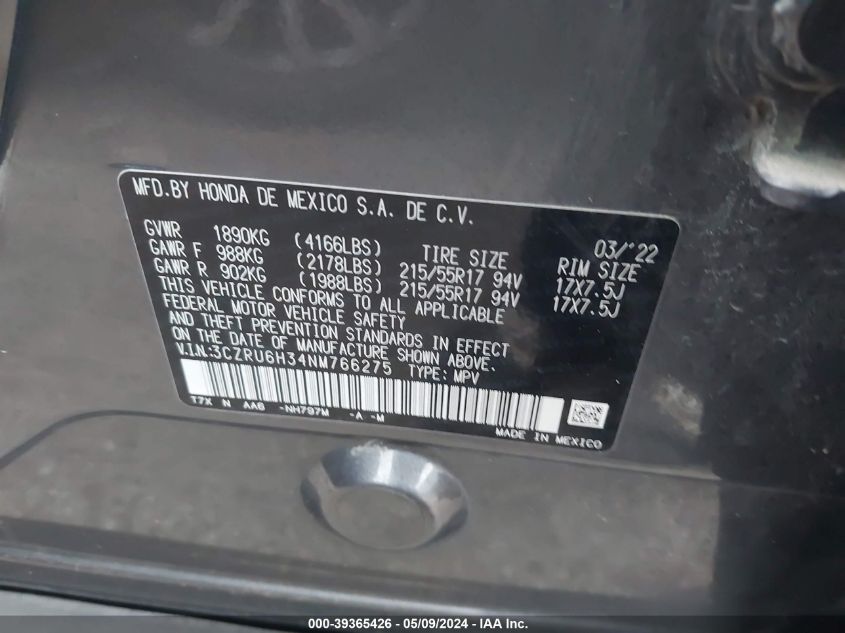 MFD.BY HONDA DE MEXICO S.A. DE C.V.
03/'22
GVWR 1890KG (4166LBS) TIRE SIZE RIM SIZE
GAWR F 988KG (2178LBS) 215/55R17 94V 17X7.5J
GAWR R 902KG (1988LBS) 215/55R17 94V 17X7.5J
THIS VEHICLE CONFORMS TO ALL APPLICABLE
FEDERAL MOTOR VEHICLE SAFETY
AND THEFT PREVENTION STANDARDS IN EFFECT
ON THE DATE OF MANUFACTURE SHOWN ABOVE.
V.I.N.:3CZRU6H34NM766275 TYPE: MPV
T7X N AAB -NH797M -A -M
MADE IN MEXICO
000-39365426 - 05/09/2024 - IAA Inc.